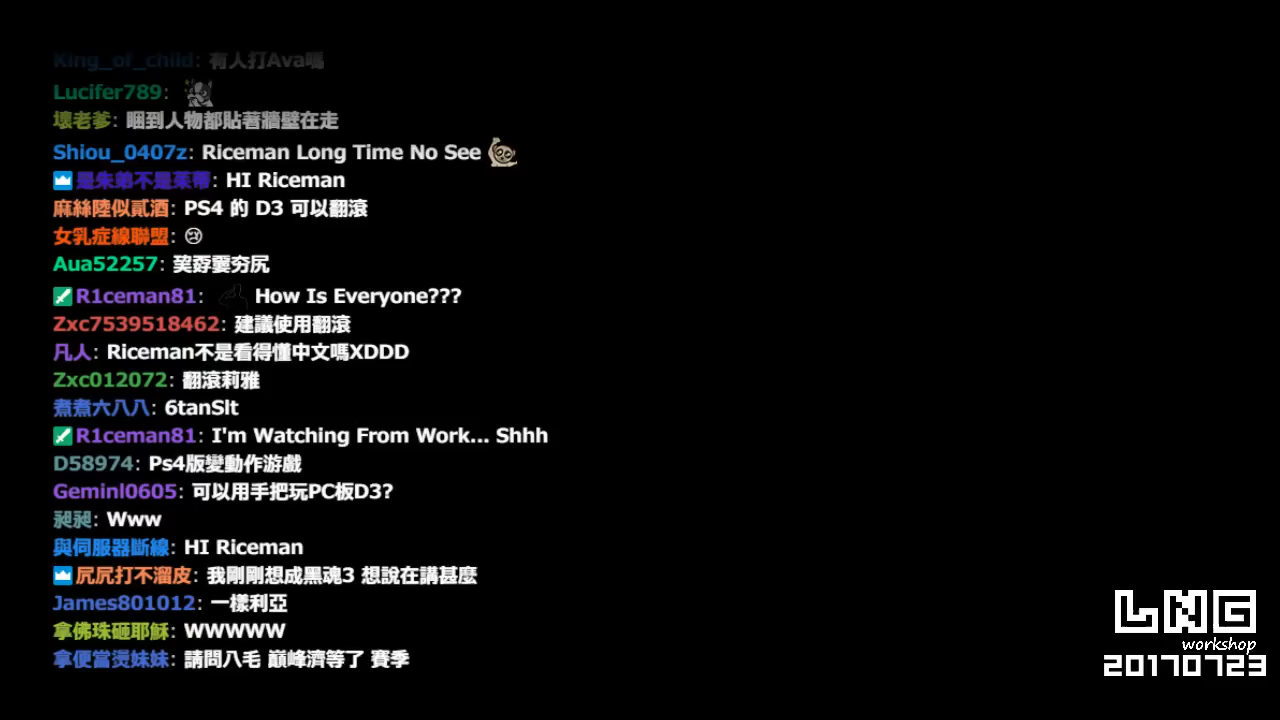 King_of_child: 有人打Ava嗎
Lucifer789:
壞老爹: 睏到人物都貼著牆壁在走
Shiou_0407z: Riceman Long Time No See
是朱弟不是茱蒂: HI Riceman
麻絲陸似貳酒: PS4 的 D3 可以翻滾
女乳症線聯盟: 😢
Aua52257: 巭孬嫑夯尻
R1ceman81: How Is Everyone???
Zxc7539518462: 建議使用翻滾
凡人: Riceman不是看得懂中文嗎XDDD
Zxc012072: 翻滾莉雅
煮煮六八八: 6tanSlt
R1ceman81: I'm Watching From Work... Shhh
D58974: Ps4版變動作游戲
Geminl0605: 可以用手把玩PC板D3?
昶昶: Www
與伺服器斷線: HI Riceman
尻尻打不溜皮: 我剛剛想成黑魂3 想說在講甚麼
James801012: 一樣利亞
拿佛珠砸耶穌: WWWWW
拿便當燙妹妹: 請問八毛 巔峰濟等了 賽季
LNG
workshop
20170723